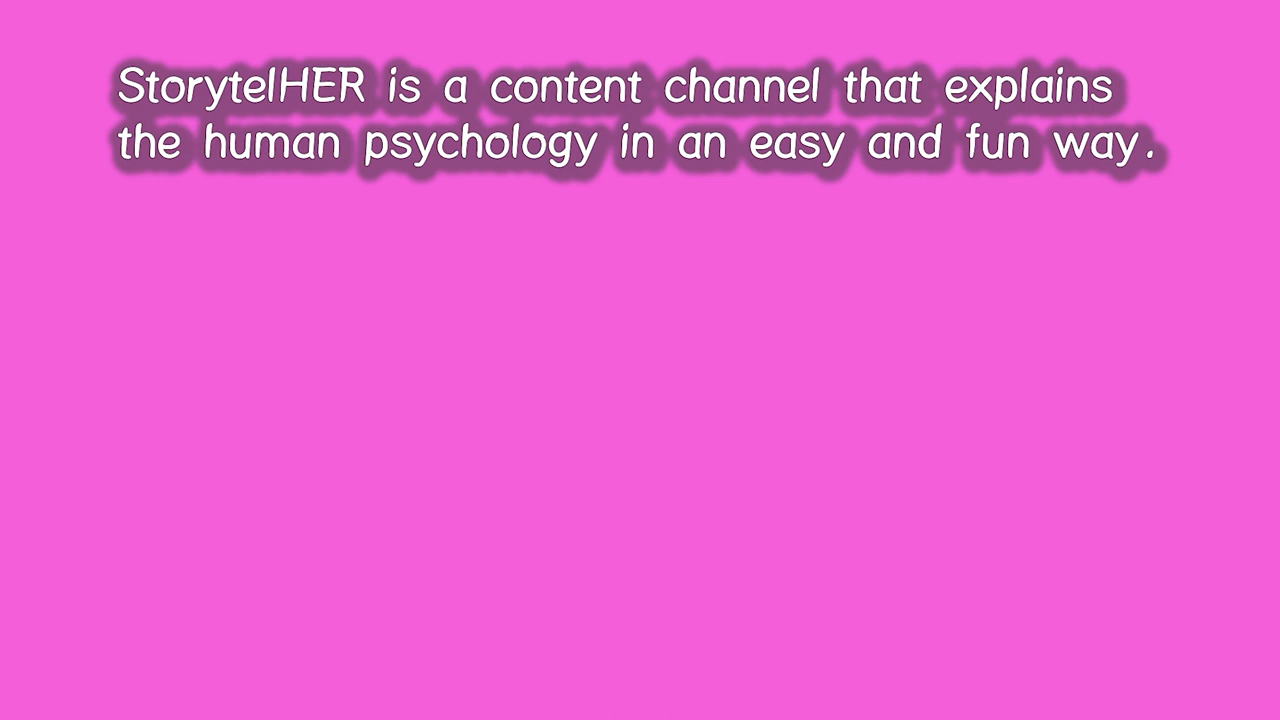 StorytelHER is a content channel that explains
the human psychology in an easy and fun way.